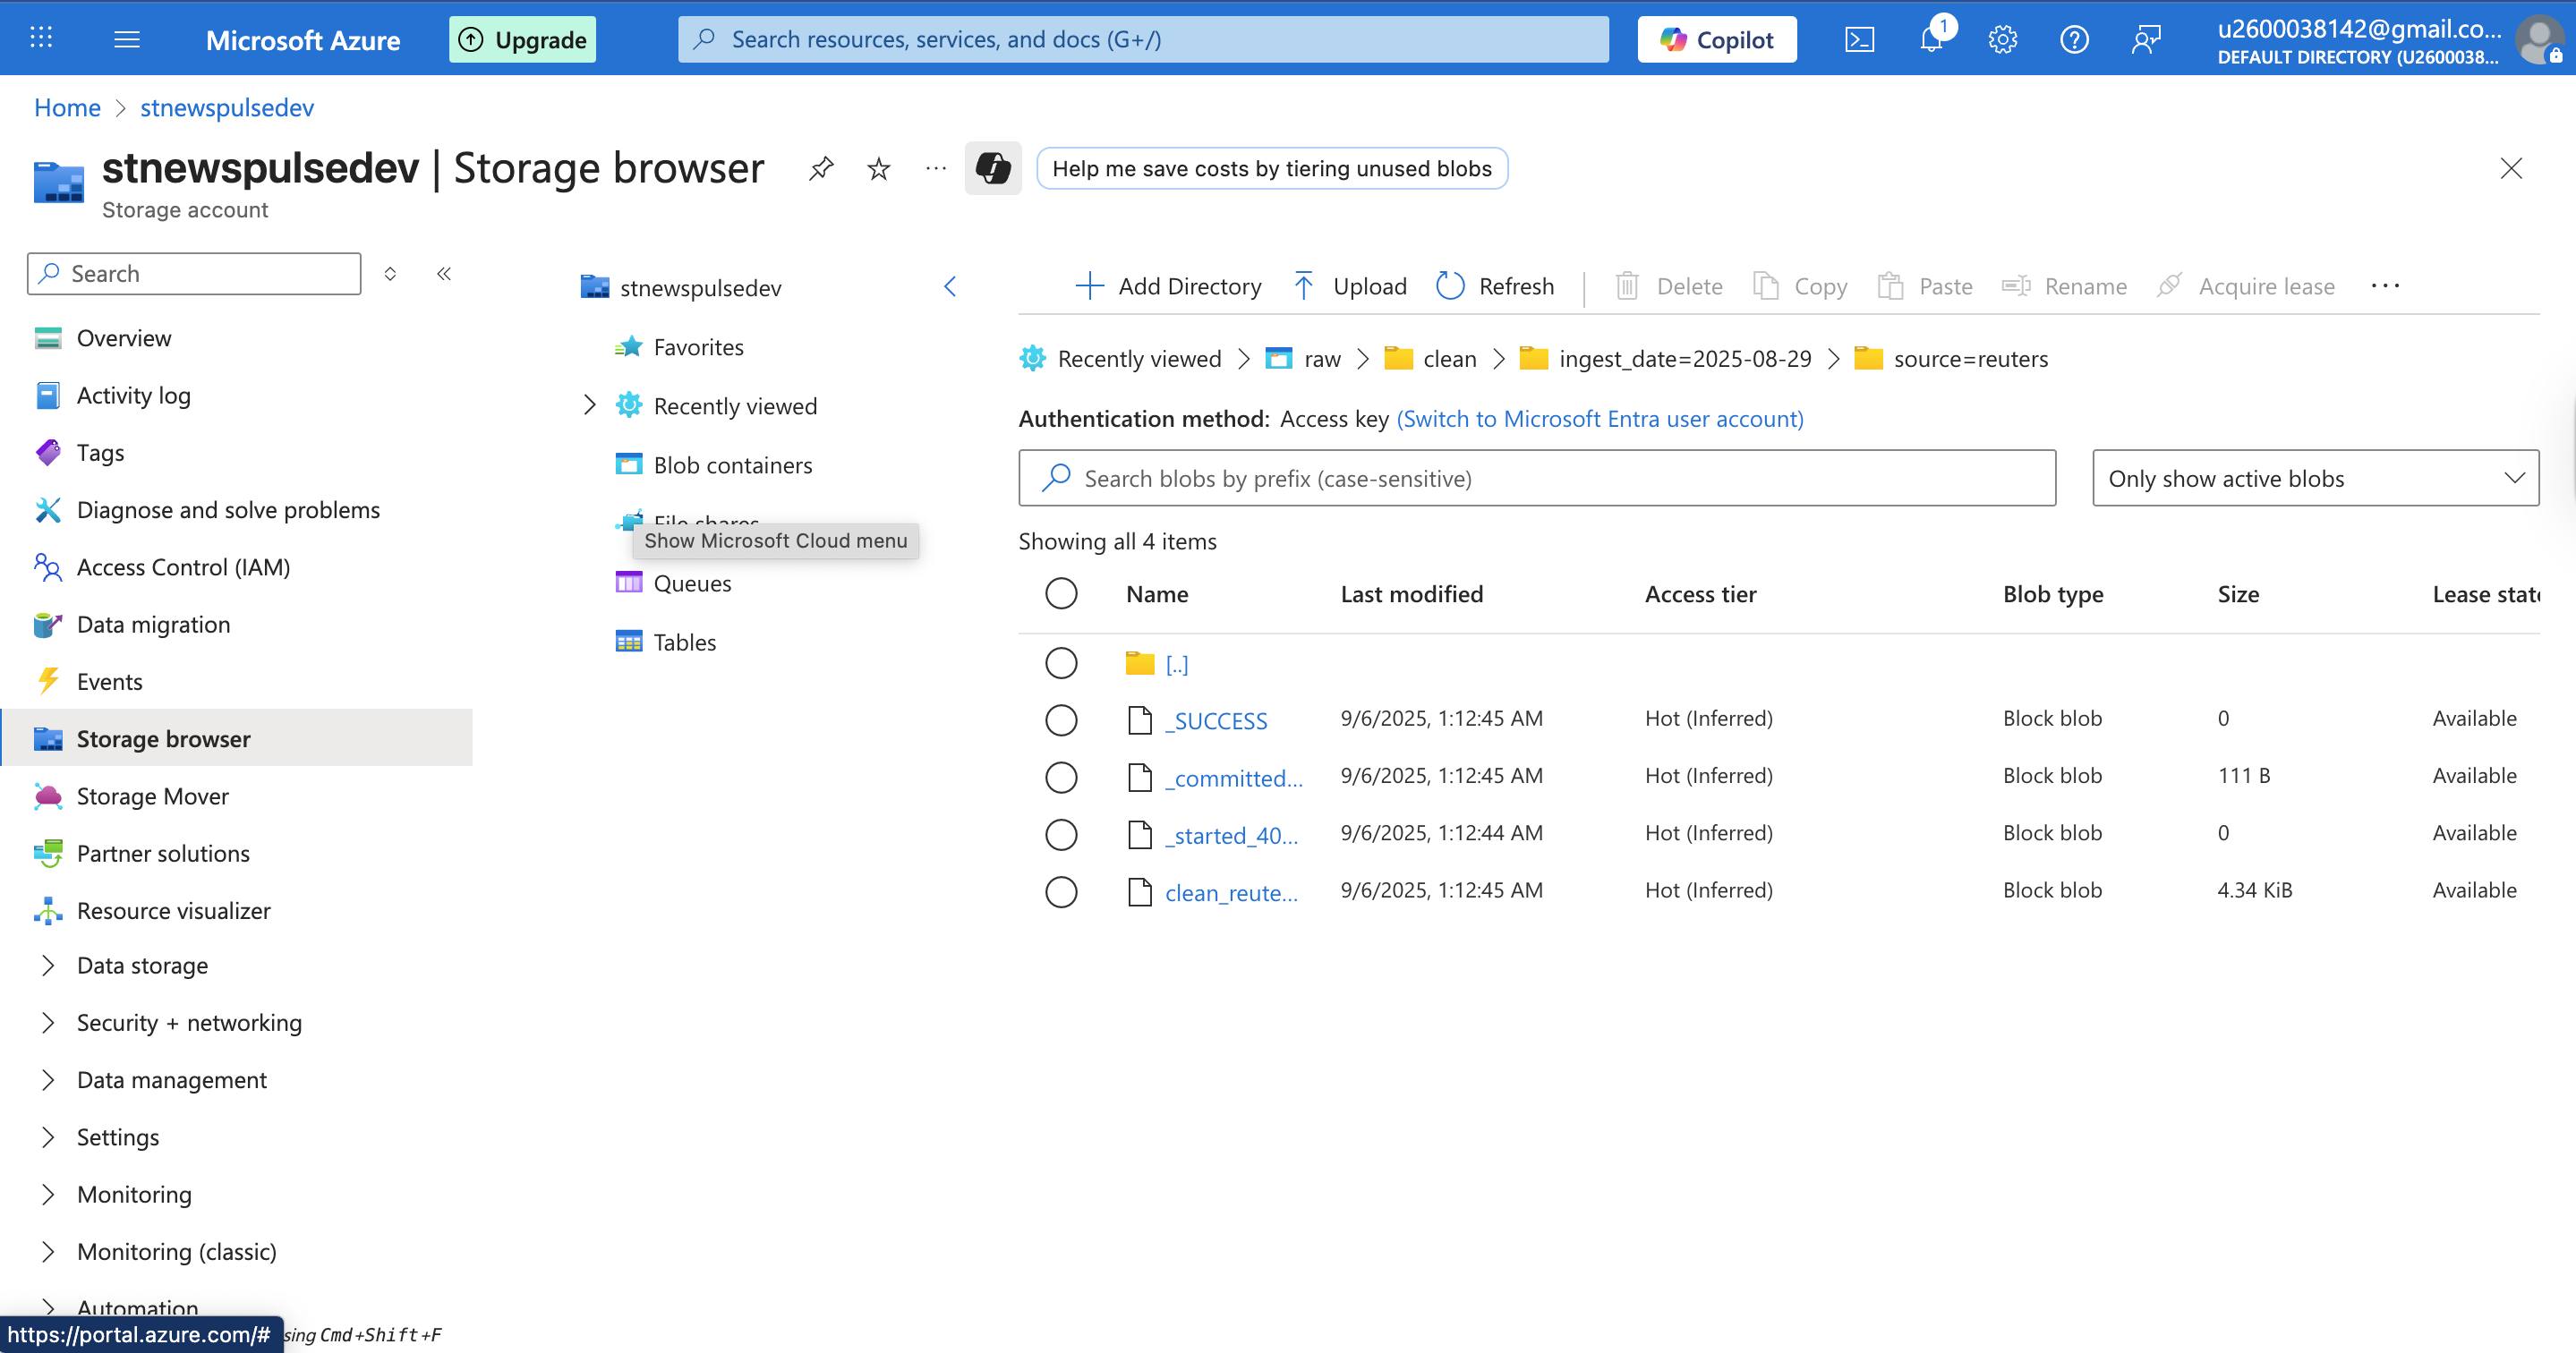 Microsoft Azure
Upgrade
Search resources, services, and docs (G+/)
Copilot
1
u2600038142@gmail.co...
DEFAULT DIRECTORY (U2600038...
Home > stnewspulsedev
stnewspulsedev | Storage browser
Storage account
Help me save costs by tiering unused blobs
Search
Overview
Activity log
Tags
Diagnose and solve problems
Access Control (IAM)
Data migration
Events
Storage browser
Storage Mover
Partner solutions
Resource visualizer
Data storage
Security + networking
Data management
Settings
Monitoring
Monitoring (classic)
Automation
https://portal.azure.com/#
sing Cmd+Shift+F
stnewspulsedev
Favorites
Recently viewed
Blob containers
File shares
Show Microsoft Cloud menu
Queues
Tables
Add Directory Upload Refresh Delete Copy Paste Rename Acquire lease ...
Recently viewed > raw > clean > ingest_date=2025-08-29 > source=reuters
Authentication method: Access key (Switch to Microsoft Entra user account)
Search blobs by prefix (case-sensitive)
Only show active blobs
Showing all 4 items
Name Last modified Access tier Blob type Size Lease state
[..]
_SUCCESS 9/6/2025, 1:12:45 AM Hot (Inferred) Block blob 0 Available
_committed... 9/6/2025, 1:12:45 AM Hot (Inferred) Block blob 111 B Available
_started_40... 9/6/2025, 1:12:44 AM Hot (Inferred) Block blob 0 Available
clean_reute... 9/6/2025, 1:12:45 AM Hot (Inferred) Block blob 4.34 KiB Available